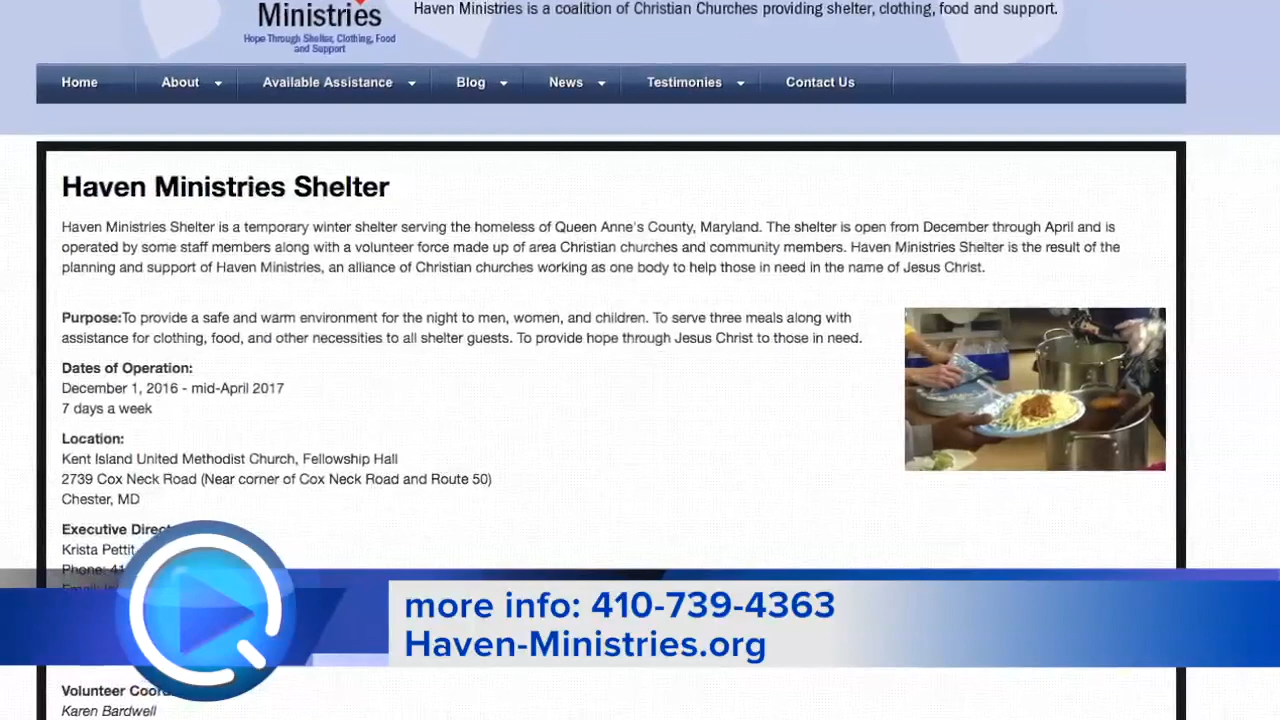 Ministries
Haven Ministries is a coalition of Christian Churches providing shelter, clothing, food and support.
Hope Through Shelter, Clothing, Food
and Support
Home About Available Assistance Blog News Testimonies Contact Us
Haven Ministries Shelter
Haven Ministries Shelter is a temporary winter shelter serving the homeless of Queen Anne's County, Maryland. The shelter is open from December through April and is
operated by some staff members along with a volunteer force made up of area Christian churches and community members. Haven Ministries Shelter is the result of the
planning and support of Haven Ministries, an alliance of Christian churches working as one body to help those in need in the name of Jesus Christ.
Purpose:To provide a safe and warm environment for the night to men, women, and children. To serve three meals along with
assistance for clothing, food, and other necessities to all shelter guests. To provide hope through Jesus Christ to those in need.
Dates of Operation:
December 1, 2016 - mid-April 2017
7 days a week
Location:
Kent Island United Methodist Church, Fellowship Hall
2739 Cox Neck Road (Near corner of Cox Neck Road and Route 50)
Chester, MD
Executive
Krista Pettit
Phone:
more info: 410-739-4363
Haven-Ministries.org
Volunteer
Karen Bardwell